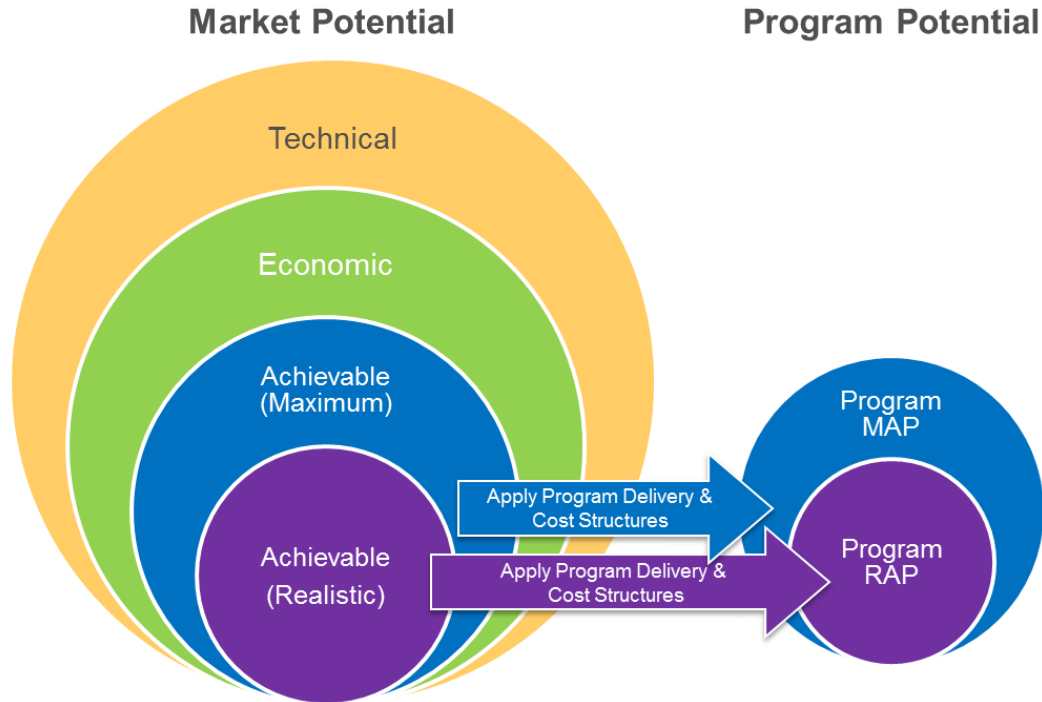 Market Potential
Program Potential
Technical
Economic
Achievable
(Maximum)
Achievable
(Realistic)
Apply Program Delivery &
Cost Structures
Apply Program Delivery &
Cost Structures
Program
MAP
Program
RAP